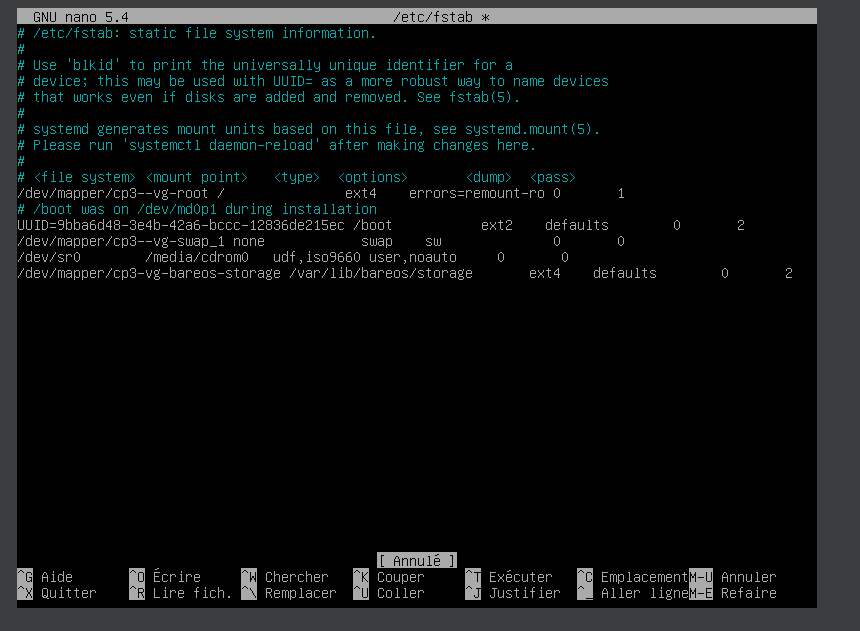 GNU nano 5.4 /etc/fstab *
# /etc/fstab: static file system information.
#
# Use 'blkid' to print the universally unique identifier for a
# device; this may be used with UUID= as a more robust way to name devices
# that works even if disks are added and removed. See fstab(5).
#
# systemd generates mount units based on this file, see systemd.mount(5).
# Please run 'systemctl daemon-reload' after making changes here.
#
# <file system> <mount point>   <type>  <options>       <dump>  <pass>
/dev/mapper/cp3--vg-root /               ext4    errors=remount-ro 0       1
# /boot was on /dev/md0p1 during installation
UUID=9bba6d48-3e4b-42a6-bccc-12836de215ec /boot           ext2    defaults        0       2
/dev/mapper/cp3--vg-swap_1 none            swap    sw              0       0
/dev/sr0        /media/cdrom0   udf,iso9660 user,noauto     0       0
/dev/mapper/cp3-vg-bareos-storage /var/lib/bareos/storage       ext4    defaults        0       2
[ Annulé ]
^G Aide ^O Écrire ^W Chercher ^K Couper ^T Exécuter ^C Emplacement M-U Annuler
^X Quitter ^R Lire fich. ^\ Remplacer ^U Coller ^J Justifier ^_ Aller ligne M-E Refaire